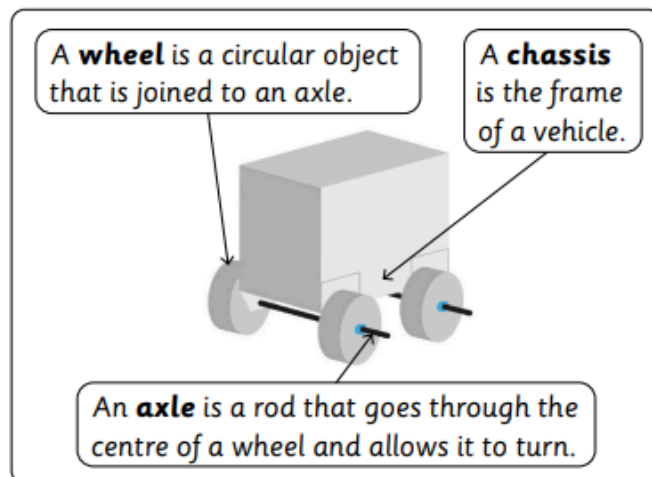 A wheel is a circular object
that is joined to an axle.
A chassis
is the frame
of a vehicle.
An axle is a rod that goes through the
centre of a wheel and allows it to turn.